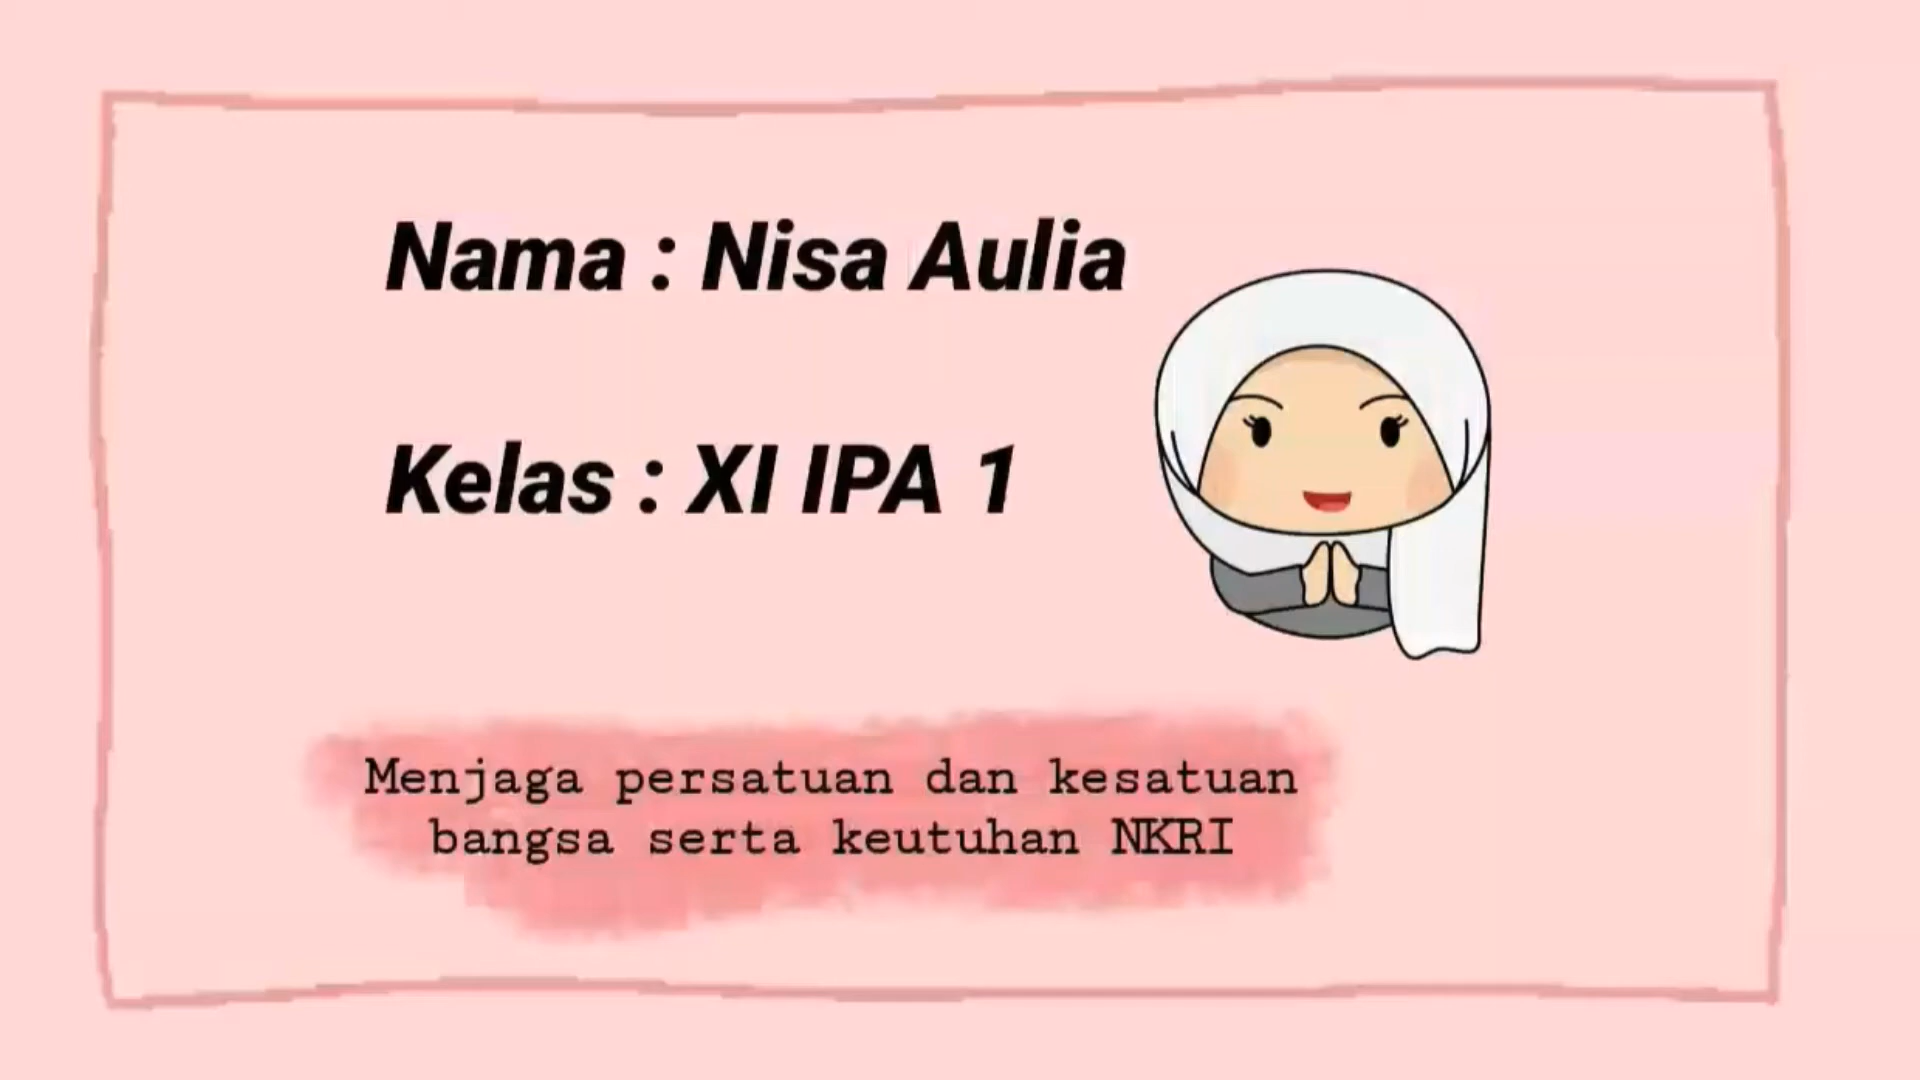 Nama : Nisa Aulia
Kelas : XI IPA 1
Menjaga persatuan dan kesatuan
bangsa serta keutuhan NKRI